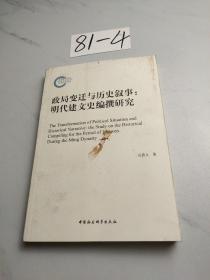 81-4
政局变迁与历史叙事：
明代建文史编撰研究
The Transformation of Political Situation and
Historical Narrative: the Study on the Historical
Compiling for the Period of Jianwen
During the Ming Dynasty
著
中国社会科学出版社